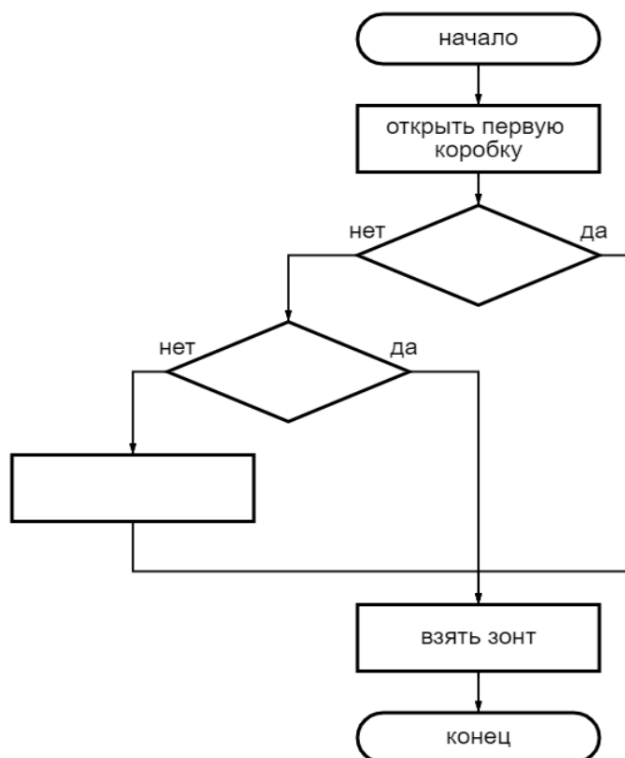 начало
открыть первую
коробку
нет
да
нет
да
взять зонт
конец